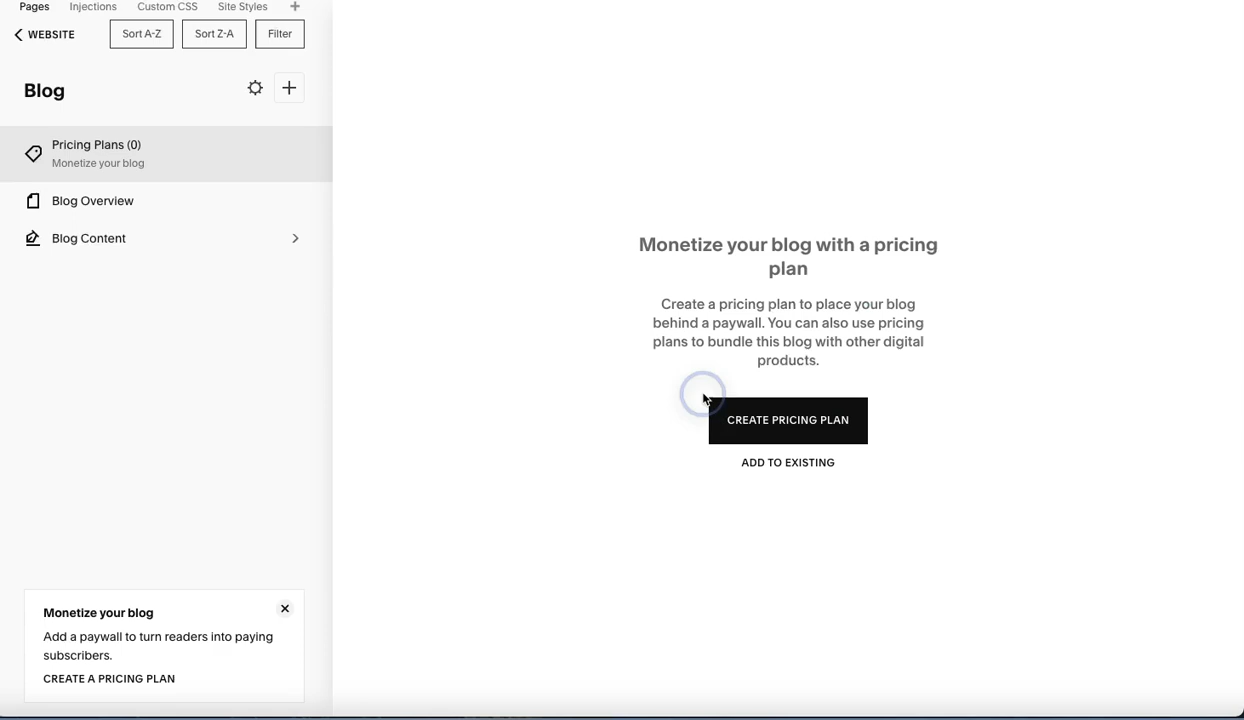 Pages Injections Custom CSS Site Styles +
WEBSITE Sort A-Z Sort Z-A Filter
Blog
Pricing Plans (0)
Monetize your blog
Blog Overview
Blog Content
Monetize your blog with a pricing
plan
Create a pricing plan to place your blog
behind a paywall. You can also use pricing
plans to bundle this blog with other digital
products.
CREATE PRICING PLAN
ADD TO EXISTING
Monetize your blog
Add a paywall to turn readers into paying
subscribers.
CREATE A PRICING PLAN